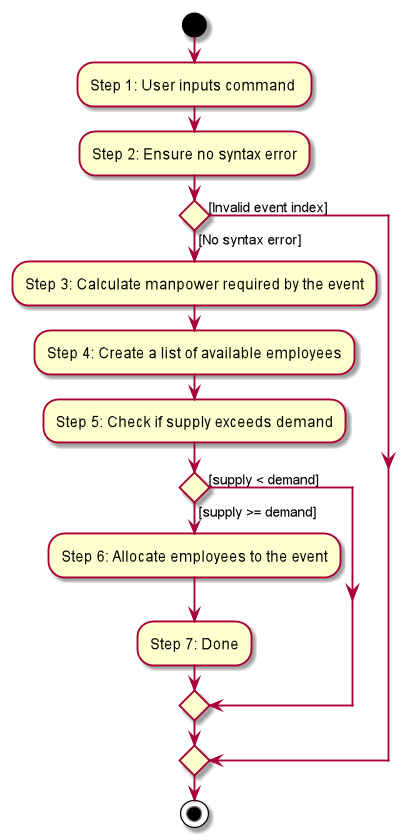 Step 1: User inputs command
Step 2: Ensure no syntax error
[Invalid event index]
[No syntax error]
Step 3: Calculate manpower required by the event
Step 4: Create a list of available employees
Step 5: Check if supply exceeds demand
[supply < demand]
[supply >= demand]
Step 6: Allocate employees to the event
Step 7: Done